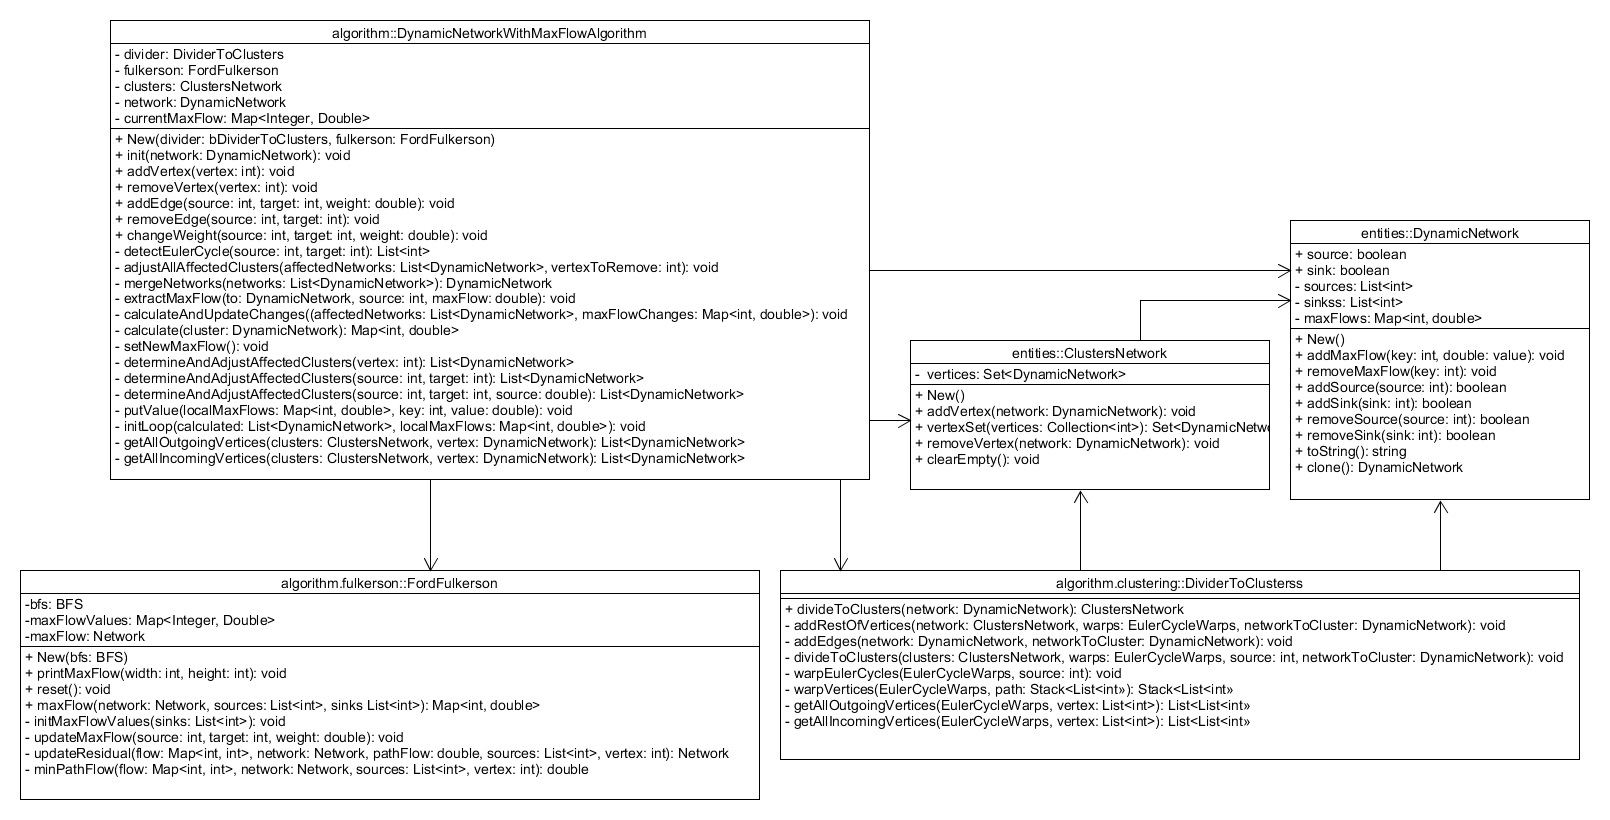 algorithm::DynamicNetworkWithMaxFlowAlgorithm
- divider: DividerToClusters
- fulkerson: FordFulkerson
- clusters: ClustersNetwork
- network: DynamicNetwork
- currentMaxFlow: Map<Integer, Double>
+ New(divider: bDividerToClusters, fulkerson: FordFulkerson)
+ init(network: DynamicNetwork): void
+ addVertex(vertex: int): void
+ removeVertex(vertex: int): void
+ addEdge(source: int, target: int, weight: double): void
+ removeEdge(source: int, target: int): void
+ changeWeight(source: int, target: int, weight: double): void
- detectEulerCycle(source: int, target: int): List<int>
- adjustAllAffectedClusters(affectedNetworks: List<DynamicNetwork>, vertexToRemove: int): void
- mergeNetworks(networks: List<DynamicNetwork>): DynamicNetwork
- extractMaxFlow(to: DynamicNetwork, source: int, maxFlow: double): void
- calculateAndUpdateChanges((affectedNetworks: List<DynamicNetwork>, maxFlowChanges: Map<int, double>): void
- calculate(cluster: DynamicNetwork): Map<int, double>
- setNewMaxFlow(): void
- determineAndAdjustAffectedClusters(vertex: int): List<DynamicNetwork>
- determineAndAdjustAffectedClusters(source: int, target: int): List<DynamicNetwork>
- determineAndAdjustAffectedClusters(source: int, target: int, source: double): List<DynamicNetwork>
- putValue(localMaxFlows: Map<int, double>, key: int, value: double): void
- initLoop(calculated: List<DynamicNetwork>, localMaxFlows: Map<int, double>): void
- getAllOutgoingVertices(clusters: ClustersNetwork, vertex: DynamicNetwork): List<DynamicNetwork>
- getAllIncomingVertices(clusters: ClustersNetwork, vertex: DynamicNetwork): List<DynamicNetwork>
entities::DynamicNetwork
+ source: boolean
+ sink: boolean
- sources: List<int>
- sinkss: List<int>
- maxFlows: Map<int, double>
+ New()
+ addMaxFlow(key: int, double: value): void
+ removeMaxFlow(key: int): void
+ addSource(source: int): boolean
+ addSink(sink: int): boolean
+ removeSource(source: int): boolean
+ removeSink(sink: int): boolean
+ toString(): string
+ clone(): DynamicNetwork
entities::ClustersNetwork
- vertices: Set<DynamicNetwork>
+ New()
+ addVertex(network: DynamicNetwork): void
+ vertexSet(vertices: Collection<int>): Set<DynamicNetwo
+ removeVertex(network: DynamicNetwork): void
+ clearEmpty(): void
algorithm.fulkerson::FordFulkerson
-bfs: BFS
-maxFlowValues: Map<Integer, Double>
-maxFlow: Network
+ New(bfs: BFS)
+ printMaxFlow(width: int, height: int): void
+ reset(): void
+ maxFlow(network: Network, sources: List<int>, sinks List<int>): Map<int, double>
- initMaxFlowValues(sinks: List<int>): void
- updateMaxFlow(source: int, target: int, weight: double): void
- updateResidual(flow: Map<int, int>, network: Network, pathFlow: double, sources: List<int>, vertex: int): Network
- minPathFlow(flow: Map<int, int>, network: Network, sources: List<int>, vertex: int): double
algorithm.clustering::DividerToClusterss
+ divideToClusters(network: DynamicNetwork): ClustersNetwork
- addRestOfVertices(network: ClustersNetwork, warps: EulerCycleWarps, networkToCluster: DynamicNetwork): void
- addEdges(network: DynamicNetwork, networkToCluster: DynamicNetwork): void
- divideToClusters(clusters: ClustersNetwork, warps: EulerCycleWarps, source: int, networkToCluster: DynamicNetwork): void
- warpEulerCycles(EulerCycleWarps, source: int): void
- warpVertices(EulerCycleWarps, path: Stack<List<int»): Stack<List<int»
- getAllOutgoingVertices(EulerCycleWarps, vertex: List<int>): List<List<int»
- getAllIncomingVertices(EulerCycleWarps, vertex: List<int>): List<List<int»